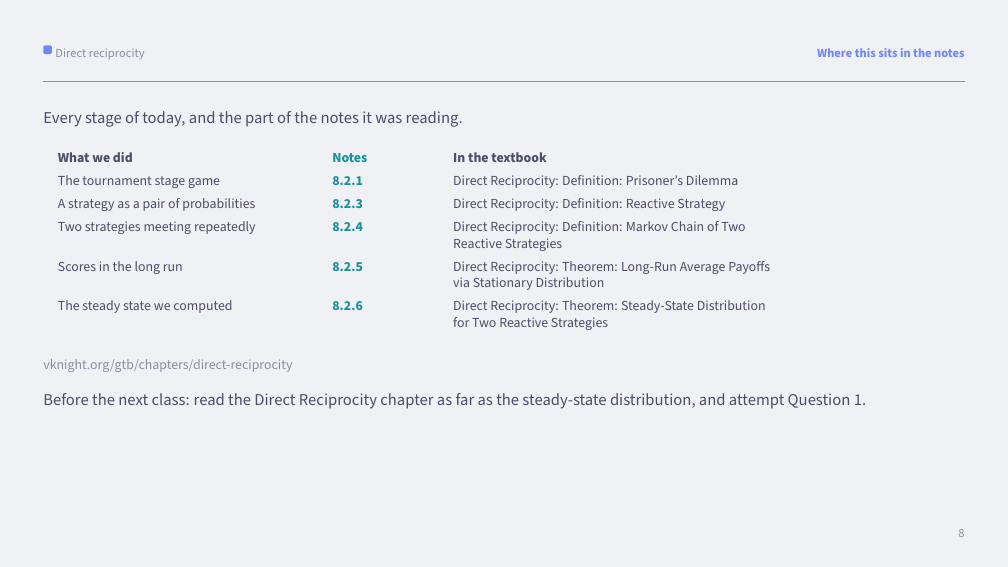 Direct reciprocity
Where this sits in the notes
Every stage of today, and the part of the notes it was reading.
What we did Notes In the textbook
The tournament stage game 8.2.1 Direct Reciprocity: Definition: Prisoner’s Dilemma
A strategy as a pair of probabilities 8.2.3 Direct Reciprocity: Definition: Reactive Strategy
Two strategies meeting repeatedly 8.2.4 Direct Reciprocity: Definition: Markov Chain of Two
Reactive Strategies
Scores in the long run 8.2.5 Direct Reciprocity: Theorem: Long-Run Average Payoffs
via Stationary Distribution
The steady state we computed 8.2.6 Direct Reciprocity: Theorem: Steady-State Distribution
for Two Reactive Strategies
vknight.org/gtb/chapters/direct-reciprocity
Before the next class: read the Direct Reciprocity chapter as far as the steady-state distribution, and attempt Question 1.
8